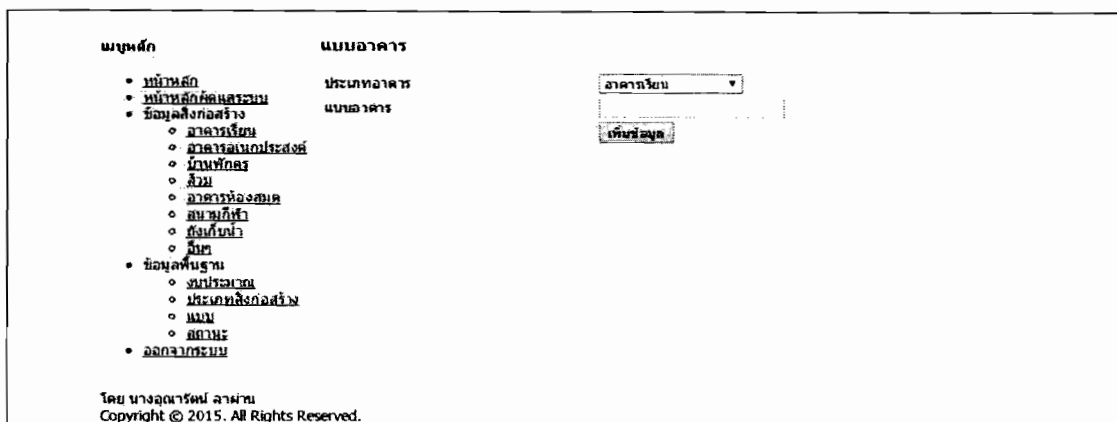 เมนูหลัก
หน้าหลัก
หน้าหลักผู้ดูแลระบบ
ข้อมูลสิ่งก่อสร้าง
อาคารเรียน
อาคารอเนกประสงค์
บ้านพักครู
ส้วม
อาคารห้องสมุด
สนามกีฬา
ถังเก็บน้ำ
อื่นๆ
ข้อมูลพื้นฐาน
งบประมาณ
ประเภทสิ่งก่อสร้าง
แบบ
สถานะ
ออกจากระบบ
แบบอาคาร
ประเภทอาคาร อาคารเรียน
แบบอาคาร
เพิ่มข้อมูล
โดย นางอุณารัตน์ ลาผ่าน
Copyright © 2015. All Rights Reserved.